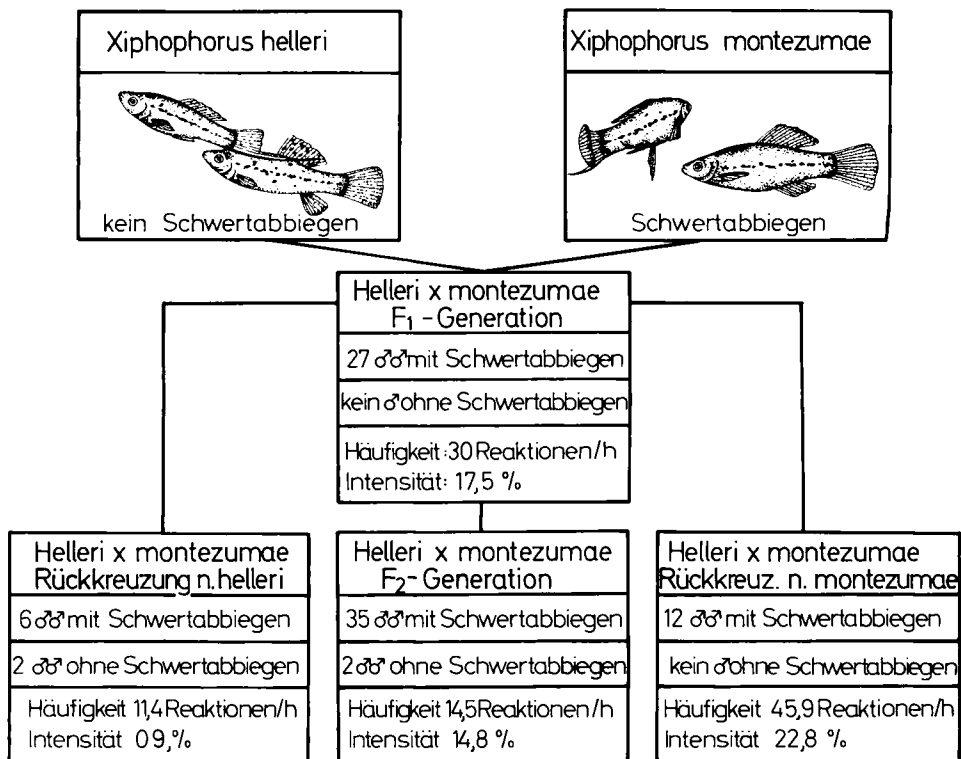 Xiphophorus helleri
kein Schwertabbiegen
Xiphophorus montezumae
Schwertabbiegen
Helleri x montezumae
F₁-Generation
27 ♂♂ mit Schwertabbiegen
kein ♂ ohne Schwertabbiegen
Häufigkeit: 30 Reaktionen/h
Intensität: 17,5 %
Helleri x montezumae
Rückkreuzung n. helleri
6 ♂♂ mit Schwertabbiegen
2 ♂♂ ohne Schwertabbiegen
Häufigkeit 11,4 Reaktionen/h
Intensität 09,%
Helleri x montezumae
F₂-Generation
35 ♂♂ mit Schwertabbiegen
2 ♂♂ ohne Schwertabbiegen
Häufigkeit 14,5 Reaktionen/h
Intensität 14,8 %
Helleri x montezumae
Rückkreuz. n. montezumae
12 ♂♂ mit Schwertabbiegen
kein ♂ ohne Schwertabbiegen
Häufigkeit 45,9 Reaktionen/h
Intensität 22,8 %